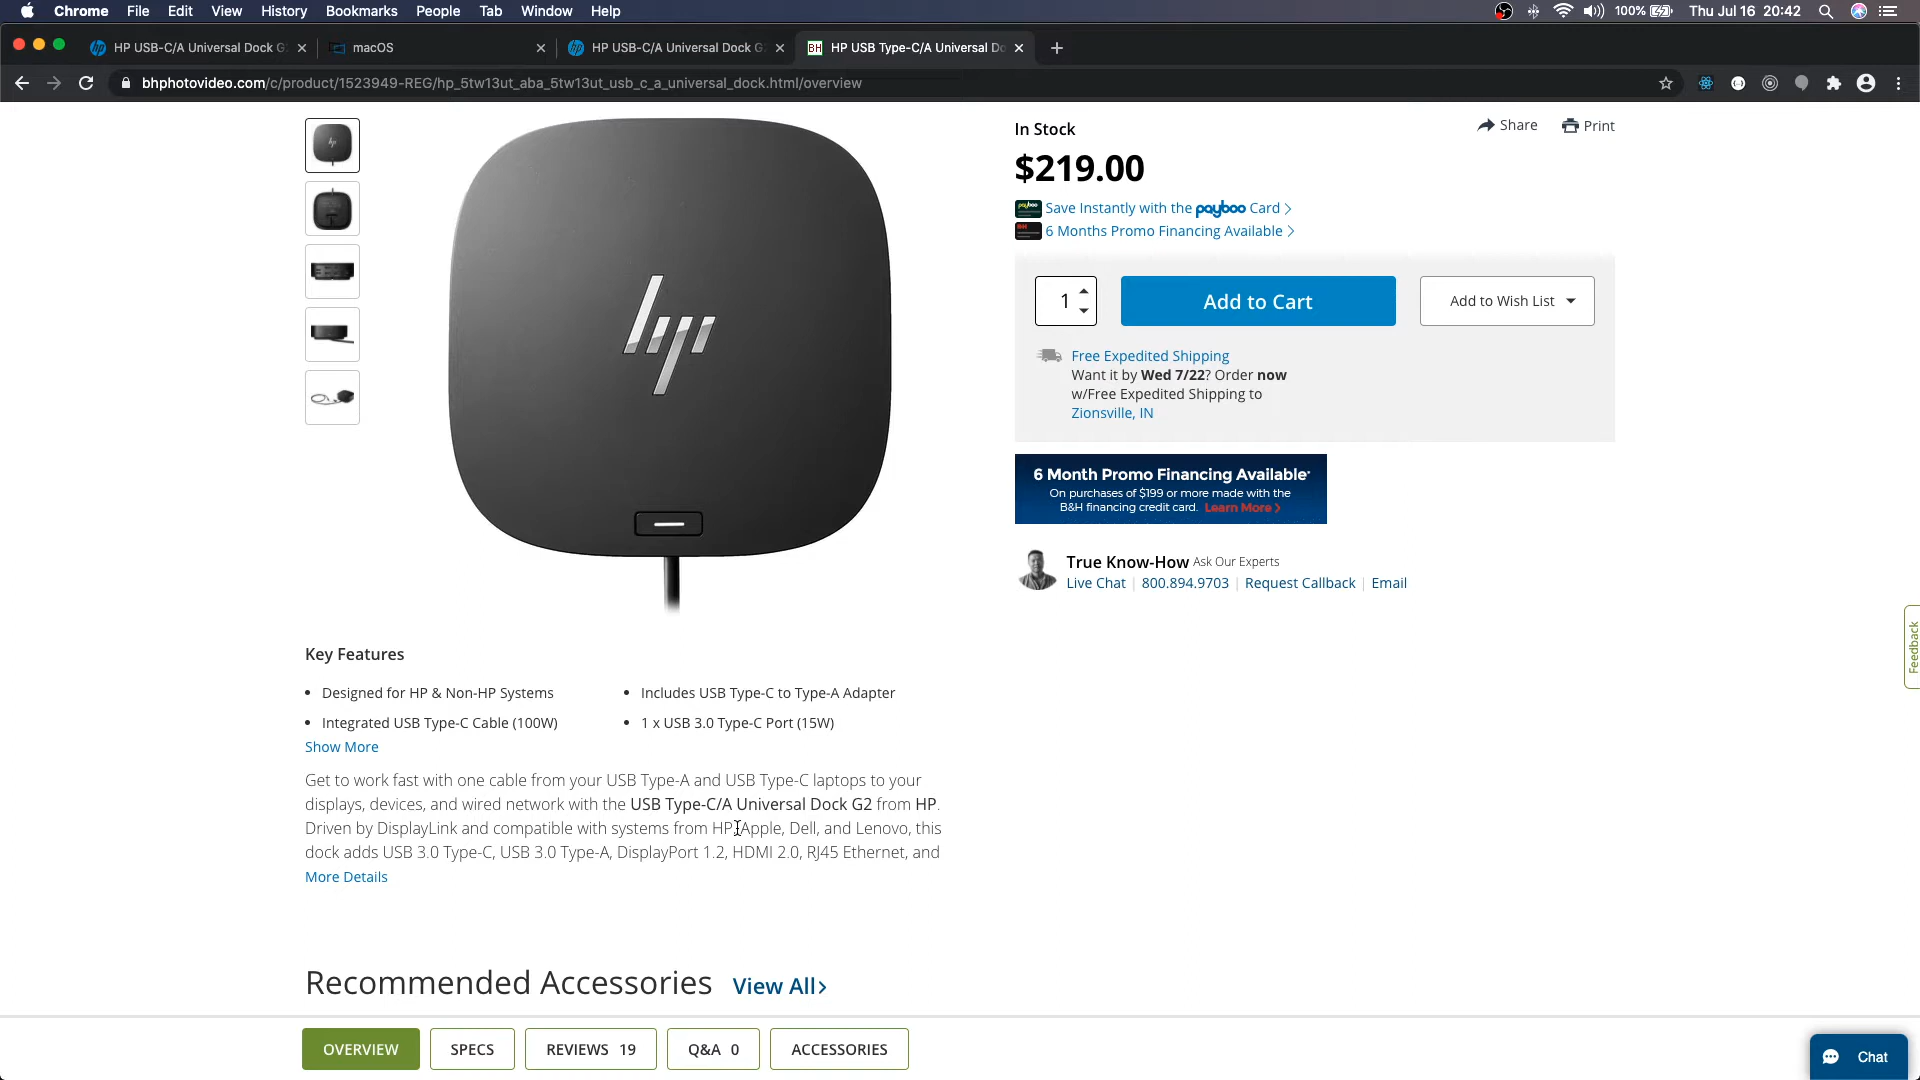 Chrome File Edit View History Bookmarks People Tab Window Help 100% Thu Jul 16 20:42
HP USB-C/A Universal Dock G macOS HP USB-C/A Universal Dock G BH HP USB Type-C/A Universal Do
bhphotovideo.com/c/product/1523949-REG/hp_5tw13ut_aba_5tw13ut_usb_c_a_universal_dock.html/overview
hp
In Stock Share Print
$219.00
payboo Save Instantly with the payboo Card >
BH 6 Months Promo Financing Available >
1 Add to Cart Add to Wish List
Free Expedited Shipping
Want it by Wed 7/22? Order now
w/Free Expedited Shipping to
Zionsville, IN
6 Month Promo Financing Available*
On purchases of $199 or more made with the
B&H financing credit card. Learn More >
True Know-How Ask Our Experts
Live Chat | 800.894.9703 | Request Callback | Email
Feedback
Key Features
• Designed for HP & Non-HP Systems • Includes USB Type-C to Type-A Adapter
• Integrated USB Type-C Cable (100W) • 1 x USB 3.0 Type-C Port (15W)
Show More
Get to work fast with one cable from your USB Type-A and USB Type-C laptops to your
displays, devices, and wired network with the USB Type-C/A Universal Dock G2 from HP.
Driven by DisplayLink and compatible with systems from HP, Apple, Dell, and Lenovo, this
dock adds USB 3.0 Type-C, USB 3.0 Type-A, DisplayPort 1.2, HDMI 2.0, RJ45 Ethernet, and
More Details
Recommended Accessories View All >
OVERVIEW SPECS REVIEWS 19 Q&A 0 ACCESSORIES
Chat